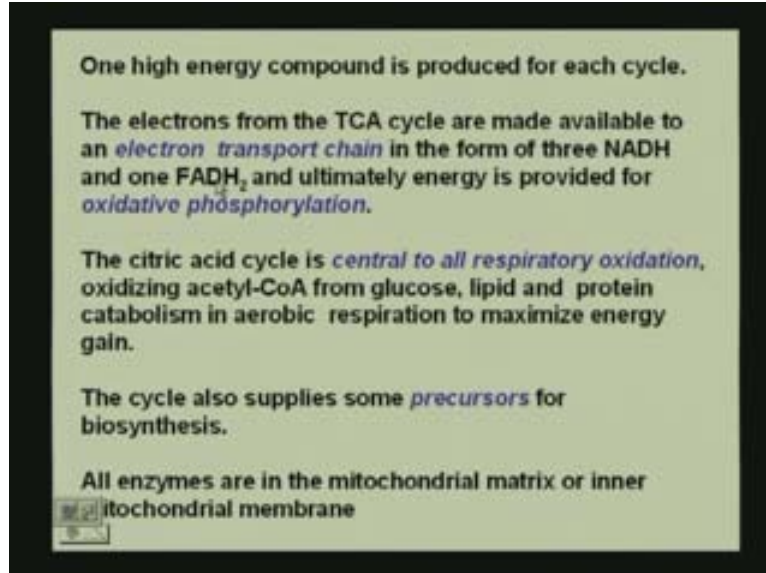 One high energy compound is produced for each cycle.
The electrons from the TCA cycle are made available to
an electron transport chain in the form of three NADH
and one FADH₂ and ultimately energy is provided for
oxidative phosphorylation.
The citric acid cycle is central to all respiratory oxidation,
oxidizing acetyl-CoA from glucose, lipid and protein
catabolism in aerobic respiration to maximize energy
gain.
The cycle also supplies some precursors for
biosynthesis.
All enzymes are in the mitochondrial matrix or inner
itochondrial membrane